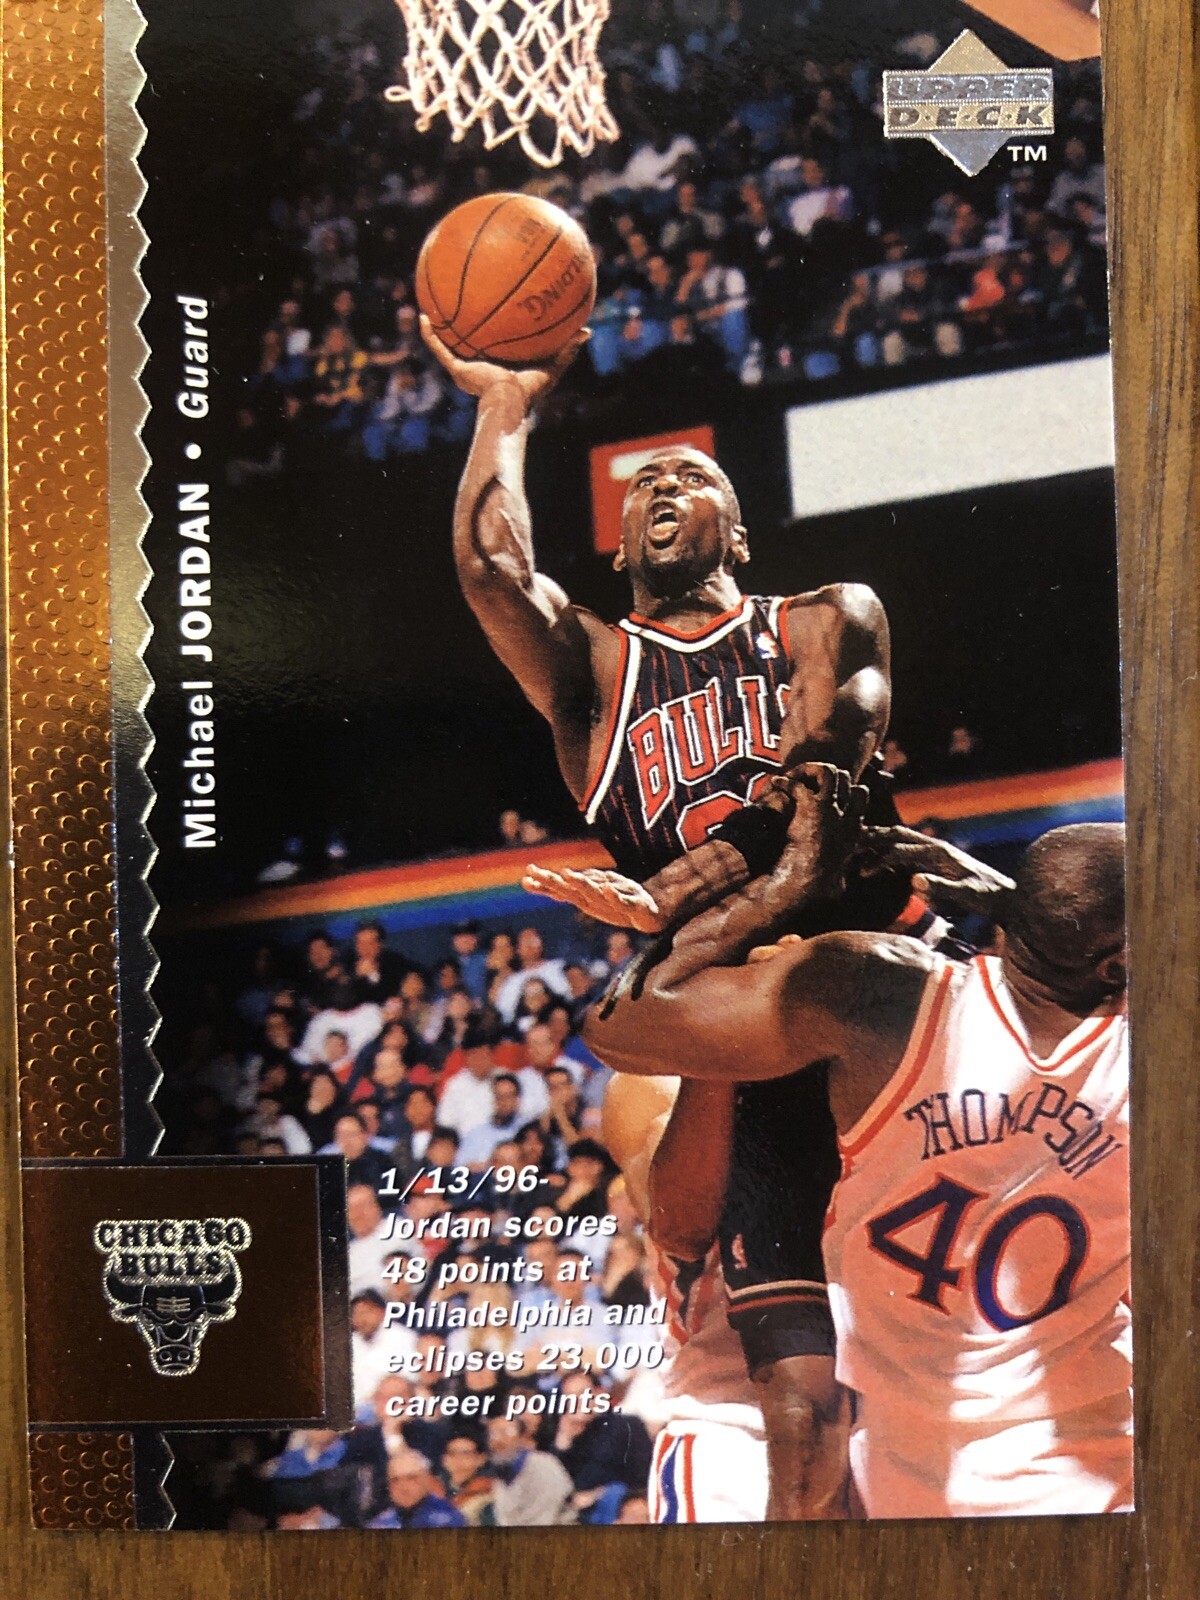 UPPER
D·E·C·K
TM
Michael JORDAN • Guard
BULLS
THOMPSON
40
CHICAGO
BULLS
1/13/96-
Jordan scores
48 points at
Philadelphia and
eclipses 23,000
career points.